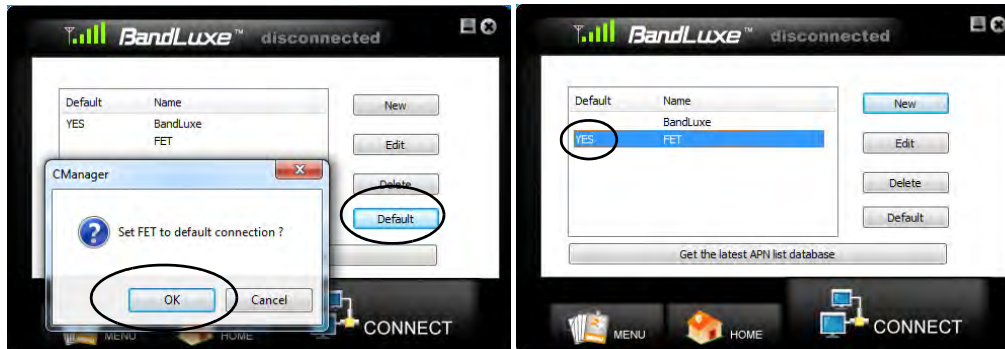 BandLuxe™ disconnected
Default Name
YES BandLuxe
FET
New
Edit
Delete
Default
CManager
Set FET to default connection ?
OK Cancel
MENU HOME CONNECT
BandLuxe™ disconnected
Default Name
BandLuxe
YES FET
New
Edit
Delete
Default
Get the latest APN list database
MENU HOME CONNECT